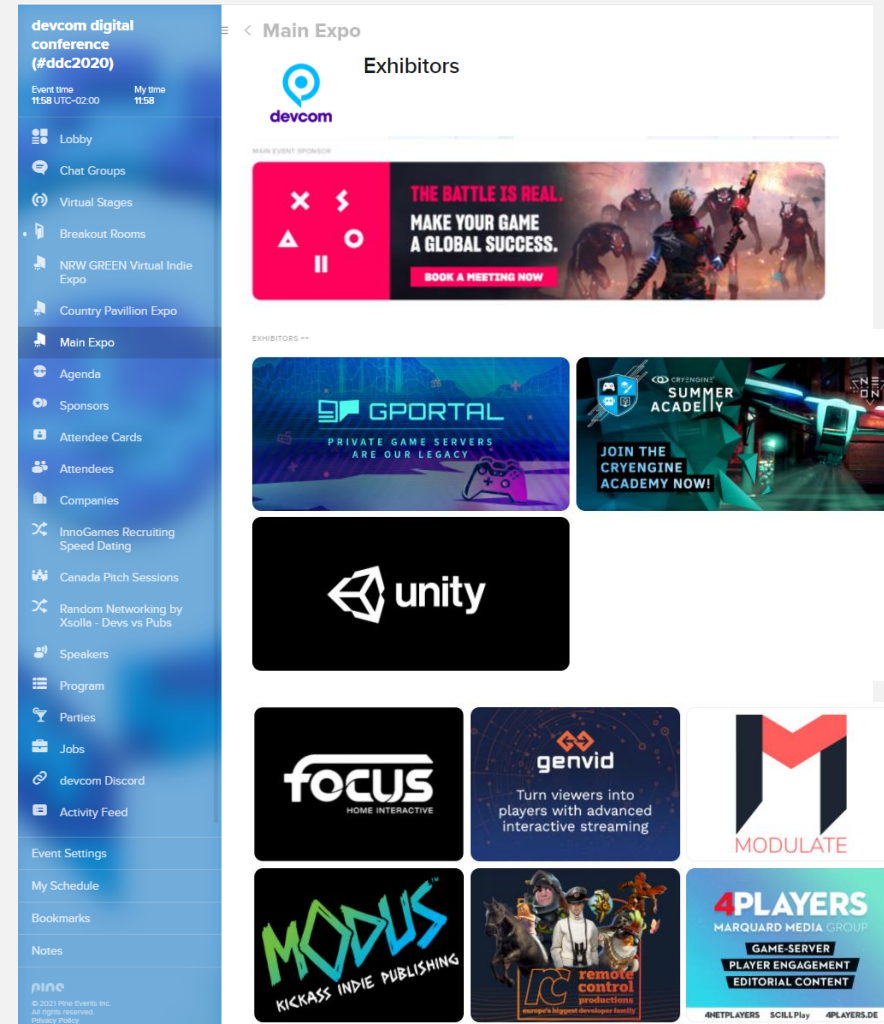 devcom digital
conference
(#ddc2020)
Event time
11:58 UTC-02:00
My time
11:58
Lobby
Chat Groups
Virtual Stages
Breakout Rooms
NRW GREEN Virtual Indie
Expo
Country Pavillion Expo
Main Expo
Agenda
Sponsors
Attendee Cards
Attendees
Companies
InnoGames Recruiting
Speed Dating
Canada Pitch Sessions
Random Networking by
Xsolla - Devs vs Pubs
Speakers
Program
Parties
Jobs
devcom Discord
Activity Feed
Event Settings
My Schedule
Bookmarks
Notes
pine
© 2021 Pine Events Inc.
All rights reserved.
Privacy Policy
Main Expo
devcom
Exhibitors
MAIN EVENT SPONSOR
THE BATTLE IS REAL.
MAKE YOUR GAME
A GLOBAL SUCCESS.
BOOK A MEETING NOW
EXHIBITORS ––
GPORTAL
PRIVATE GAME SERVERS
ARE OUR LEGACY
CRYENGINE
SUMMER
ACADEMY
JOIN THE
CRYENGINE
ACADEMY NOW!
NEON
unity
focus
HOME INTERACTIVE
genvid
Turn viewers into
players with advanced
interactive streaming
MODULATE
MODUS™
KICKASS INDIE PUBLISHING
rc
remote
control
productions
europe's biggest developer family
4PLAYERS
MARQUARD MEDIA GROUP
GAME-SERVER
PLAYER ENGAGEMENT
EDITORIAL CONTENT
4NETPLAYERS SCILL Play 4PLAYERS.DE